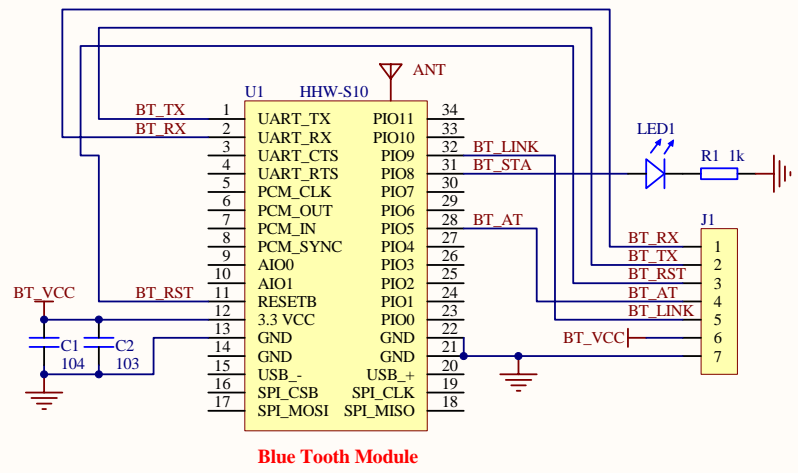 ANT
U1 HHW-S10
BT_TX 1 UART_TX PIO11 34
BT_RX 2 UART_RX PIO10 33
3 UART_CTS PIO9 32 BT_LINK
4 UART_RTS PIO8 31 BT_STA
5 PCM_CLK PIO7 30
6 PCM_OUT PIO6 29
7 PCM_IN PIO5 28 BT_AT
8 PCM_SYNC PIO4 27
9 AIO0 PIO3 26
10 AIO1 PIO2 25
BT_RST 11 RESETB PIO1 24
12 3.3 VCC PIO0 23
13 GND GND 22
14 GND GND 21
15 USB_- USB_+ 20
16 SPI_CSB SPI_CLK 19
17 SPI_MOSI SPI_MISO 18
BT_VCC
C1 C2
104 103
LED1
R1 1k
J1
BT_RX 1
BT_TX 2
BT_RST 3
BT_AT 4
BT_LINK 5
BT_VCC 6
7
Blue Tooth Module